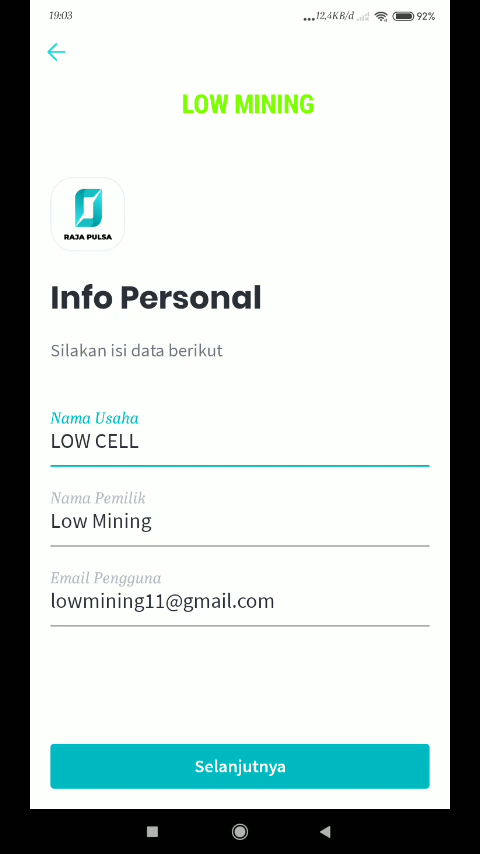 19:03
...12,4KB/d
92%
LOW MINING
RAJA PULSA
Info Personal
Silakan isi data berikut
Nama Usaha
LOW CELL
Nama Pemilik
Low Mining
Email Pengguna
lowmining11@gmail.com
Selanjutnya